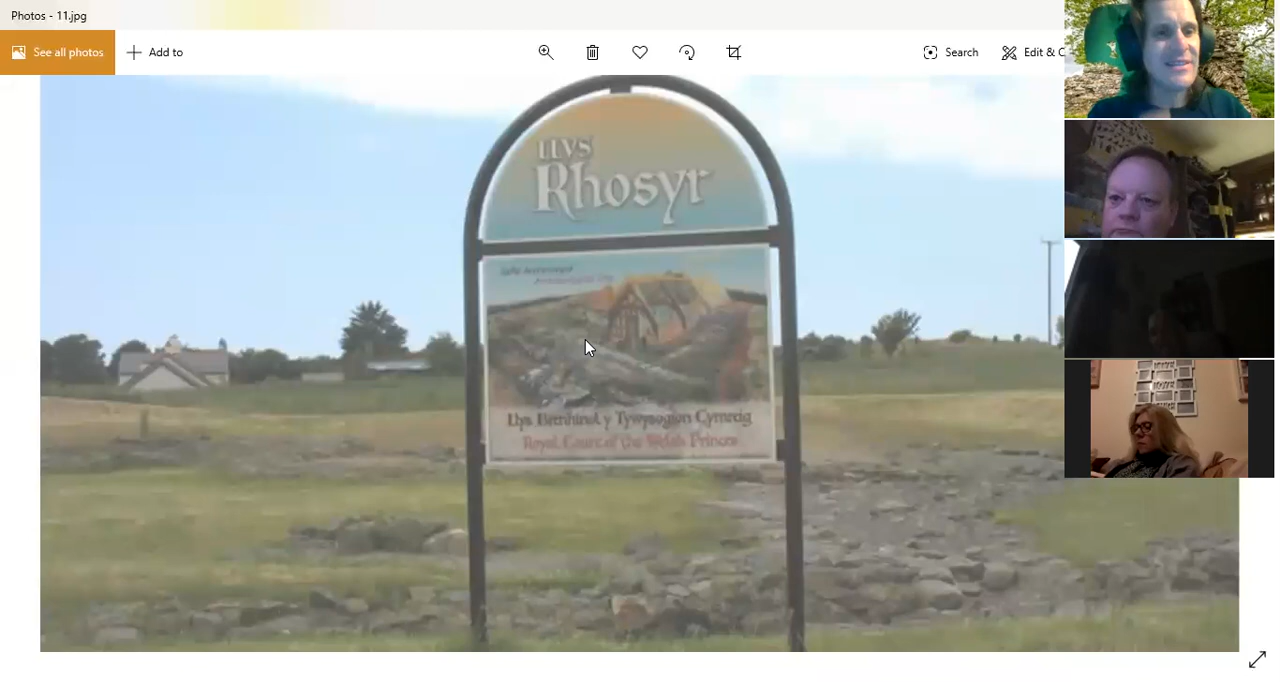 Photos - 11.jpg
See all photos
Add to
Search
Edit & C
LLYS
Rhosyr
Llys Brenhinol y Tywysogion Cymreig
Royal Court of the Welsh Princes